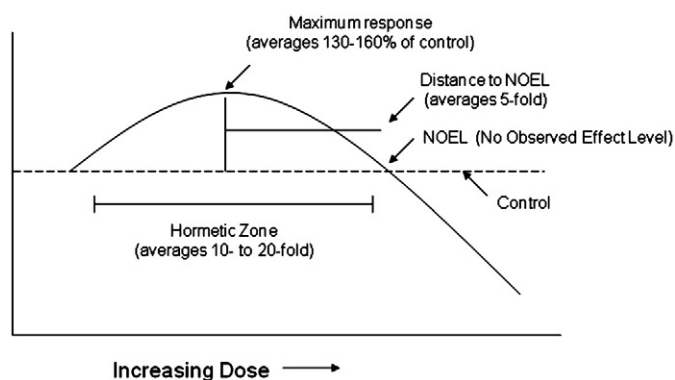 Maximum response
(averages 130-160% of control)
Distance to NOEL
(averages 5-fold)
NOEL (No Observed Effect Level)
Control
Hormetic Zone
(averages 10- to 20-fold)
Increasing Dose